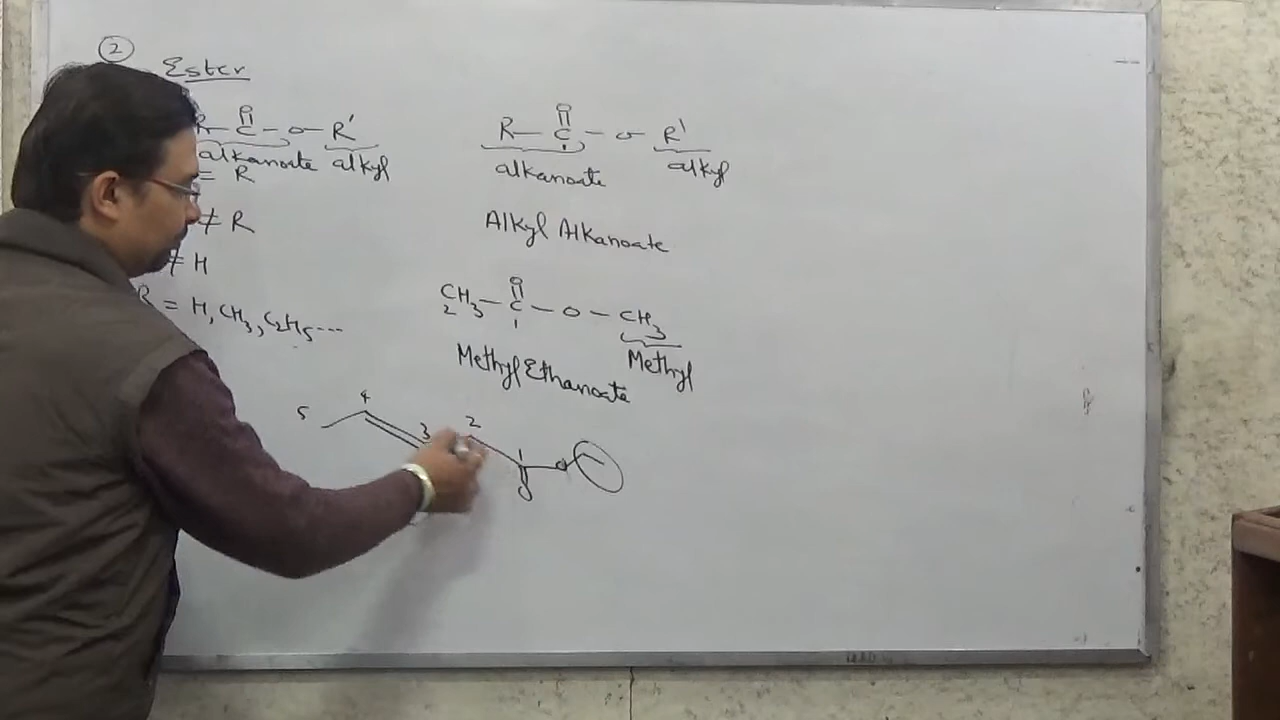 2
Ester
R–C–O–R'
O
alkanoate alkyl
= R
≠ R
≠ H
R = H, CH3, C2H5 ...
O
R–C–O–R'
alkanoate alkyl
Alkyl Alkanoate
O
CH3–C–O–CH3
2 1
Methyl
Methyl Ethanoate
5 4 3 2 1
O
O